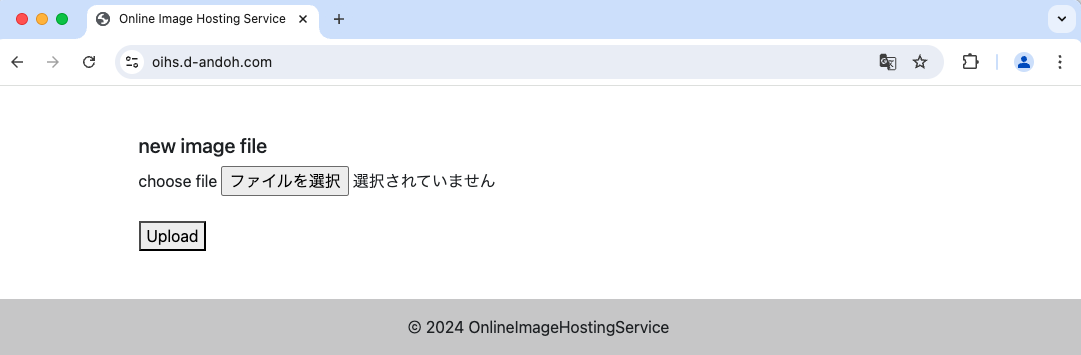 Online Image Hosting Service
oihs.d-andoh.com
new image file
choose file ファイルを選択 選択されていません
Upload
© 2024 OnlineImageHostingService